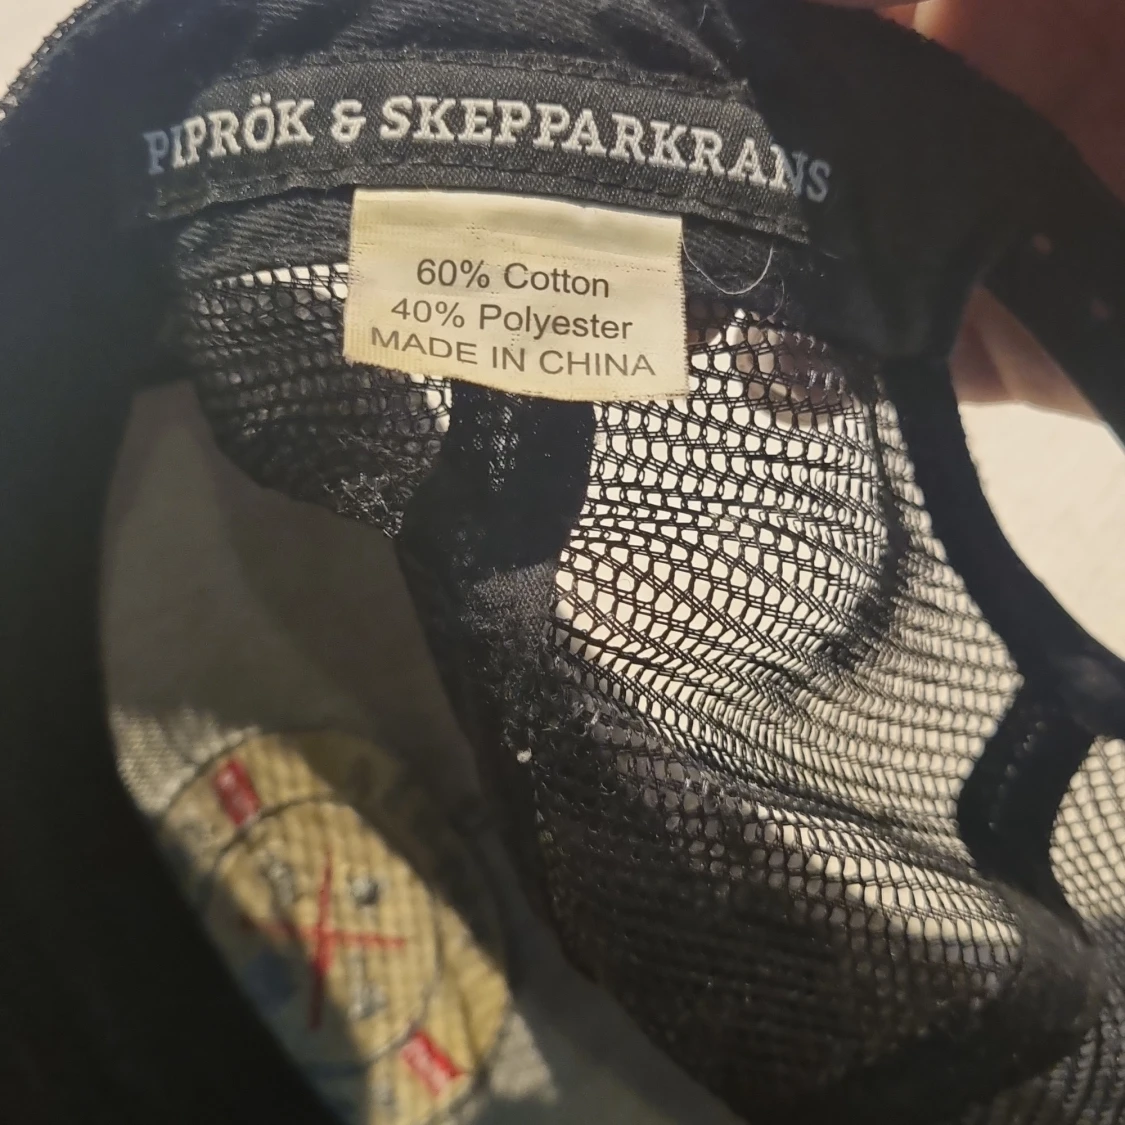 PIPRÖK & SKEPPARKRANS
60% Cotton
40% Polyester
MADE IN CHINA